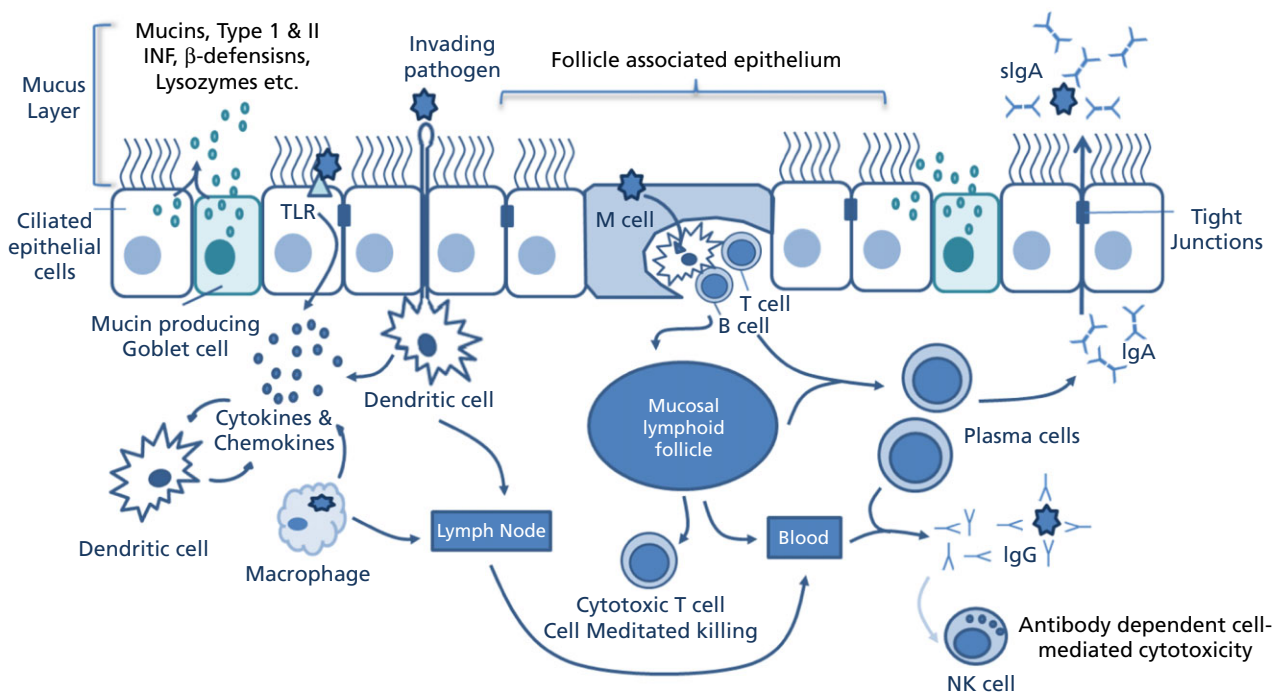 Mucins, Type 1 & II
INF, β-defensisns,
Lysozymes etc.
Mucus
Layer
Invading
pathogen
Follicle associated epithelium
sIgA
Ciliated
epithelial
cells
TLR
M cell
Tight
Junctions
T cell
B cell
Mucin producing
Goblet cell
IgA
Dendritic cell
Cytokines &
Chemokines
Mucosal
lymphoid
follicle
Plasma cells
Dendritic cell
Macrophage
Lymph Node
Blood
IgG
Cytotoxic T cell
Cell Meditated killing
Antibody dependent cell-
mediated cytotoxicity
NK cell